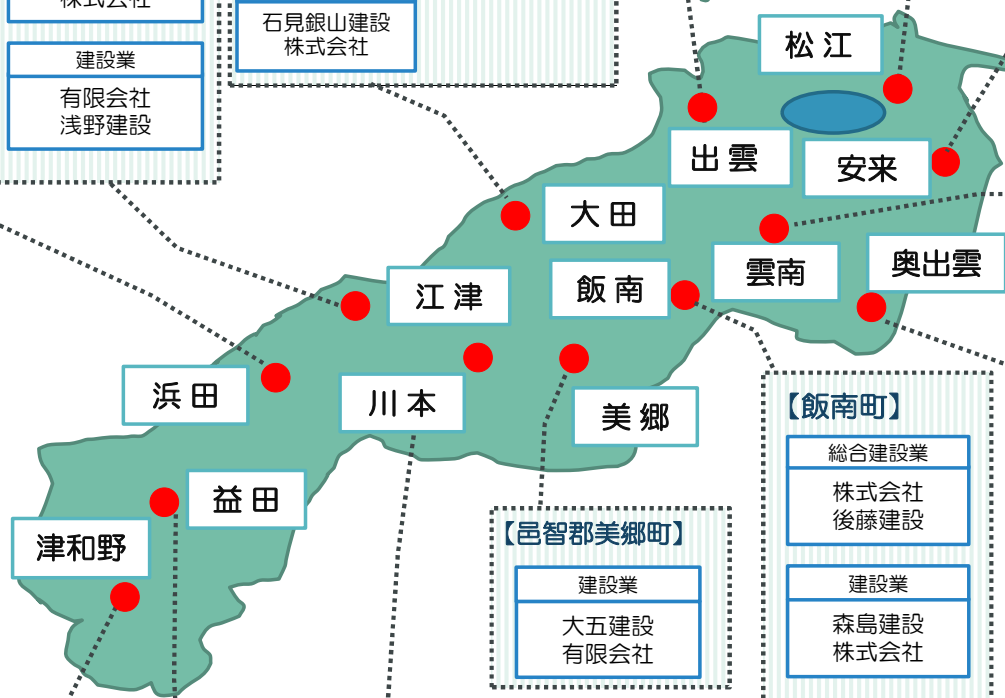 株式会社
建設業
有限会社
浅野建設
石見銀山建設
株式会社
松江
出雲
安来
大田
雲南
奥出雲
江津
飯南
浜田
川本
美郷
益田
津和野
【邑智郡美郷町】
建設業
大五建設
有限会社
【飯南町】
総合建設業
株式会社
後藤建設
建設業
森島建設
株式会社